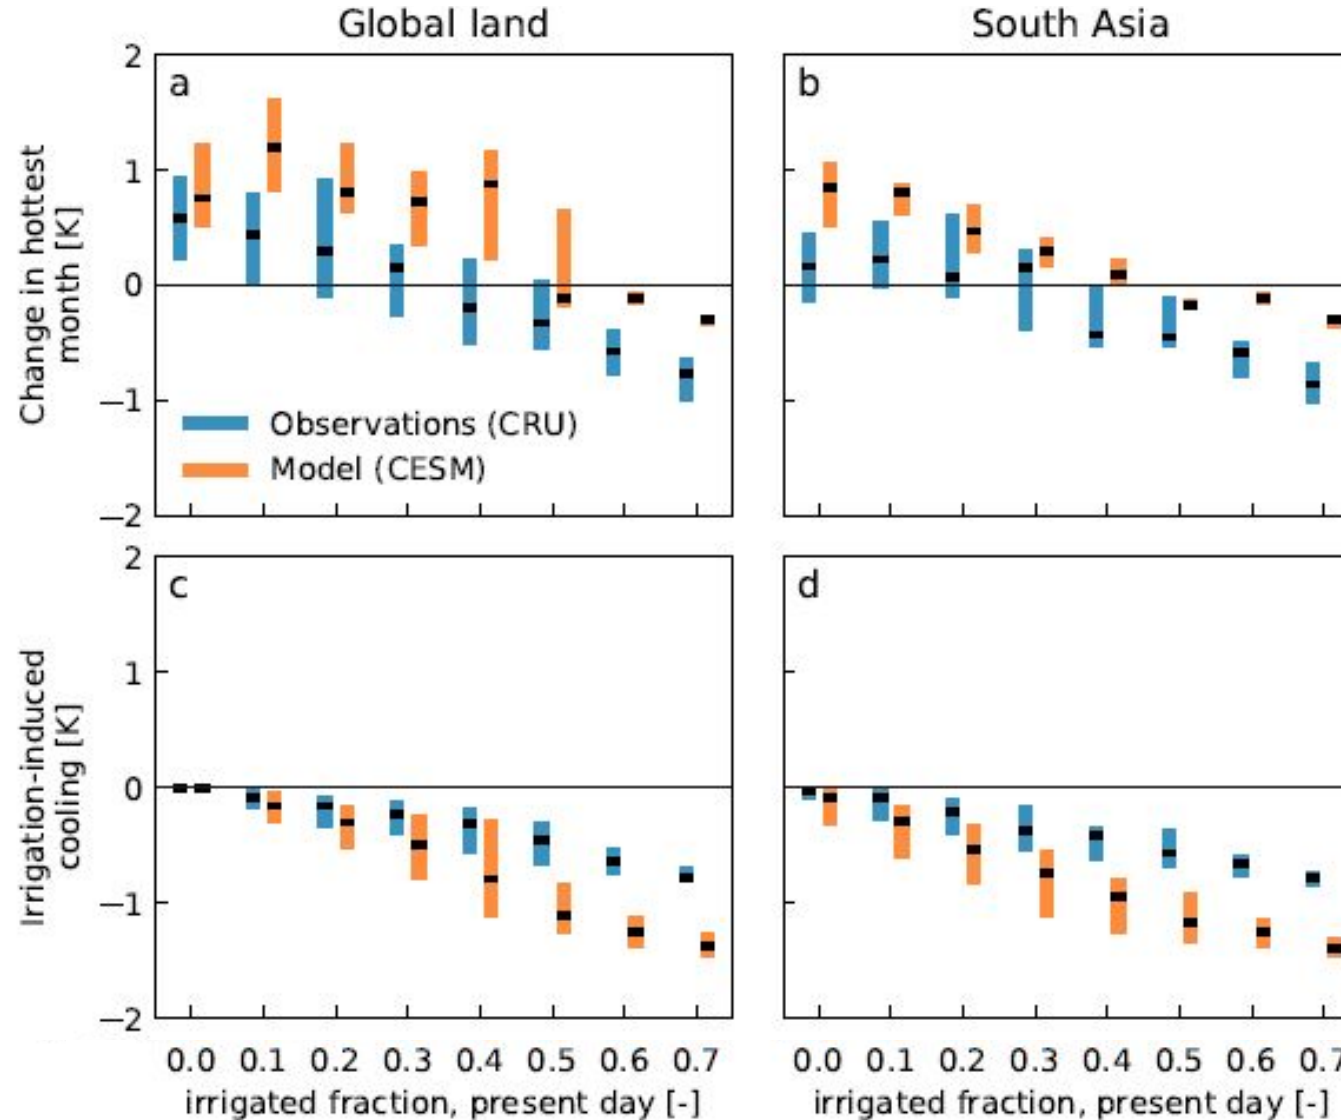 Global land
South Asia
2
1
0
−1
−2
Change in hottest
month [K]
a
Observations (CRU)
Model (CESM)
b
2
1
0
−1
−2
Irrigation-induced
cooling [K]
c
d
0.0 0.1 0.2 0.3 0.4 0.5 0.6 0.7
irrigated fraction, present day [-]
0.0 0.1 0.2 0.3 0.4 0.5 0.6 0.7
irrigated fraction, present day [-]